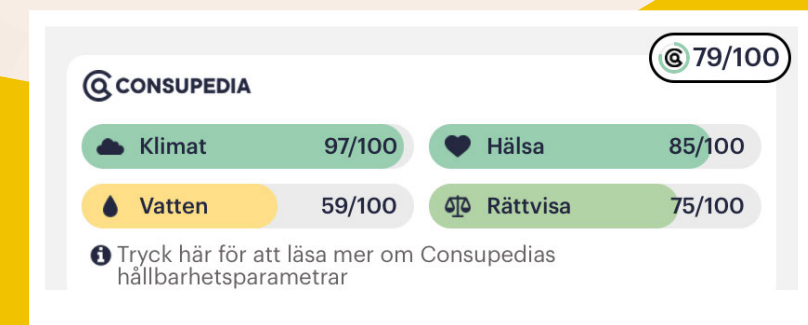 79/100
CONSUPEDIA
Klimat 97/100
Hälsa 85/100
Vatten 59/100
Rättvisa 75/100
Tryck här för att läsa mer om Consupedias
hållbarhetsparametrar